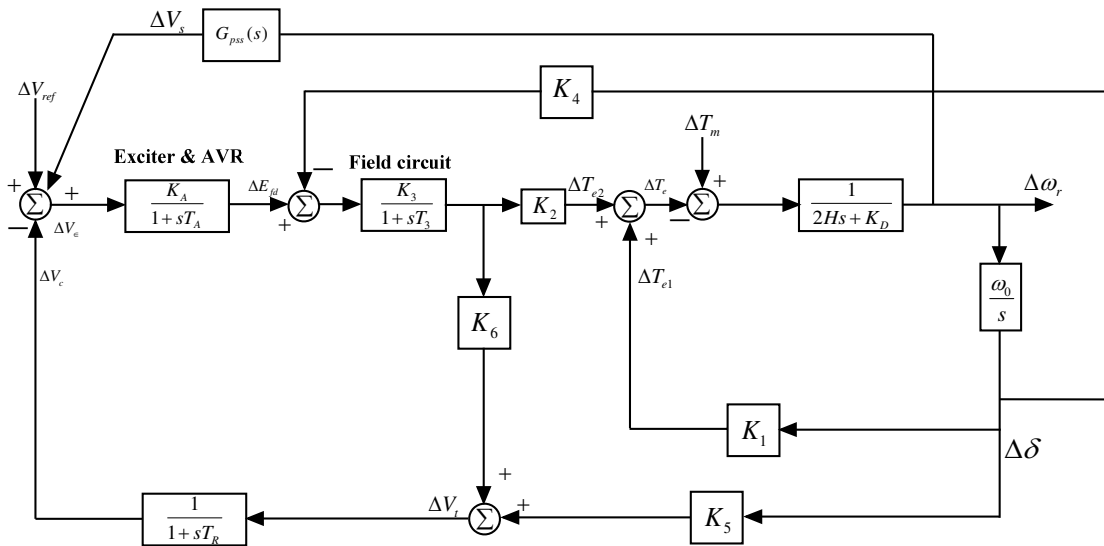 ΔV_s
G_pss(s)
K_4
ΔV_ref
ΔT_m
Exciter & AVR
Field circuit
+
+
K_A
1 + sT_A
ΔE_fd
−
+
K_3
1 + sT_3
K_2
ΔT_e2
+
ΔT_e
+
−
1
2Hs + K_D
Δω_r
Σ
Σ
Σ
Σ
−
ΔV_ϵ
+
ΔV_c
ΔT_e1
ω_0
s
K_6
K_1
Δδ
+
ΔV_t
+
1
1 + sT_R
Σ
K_5